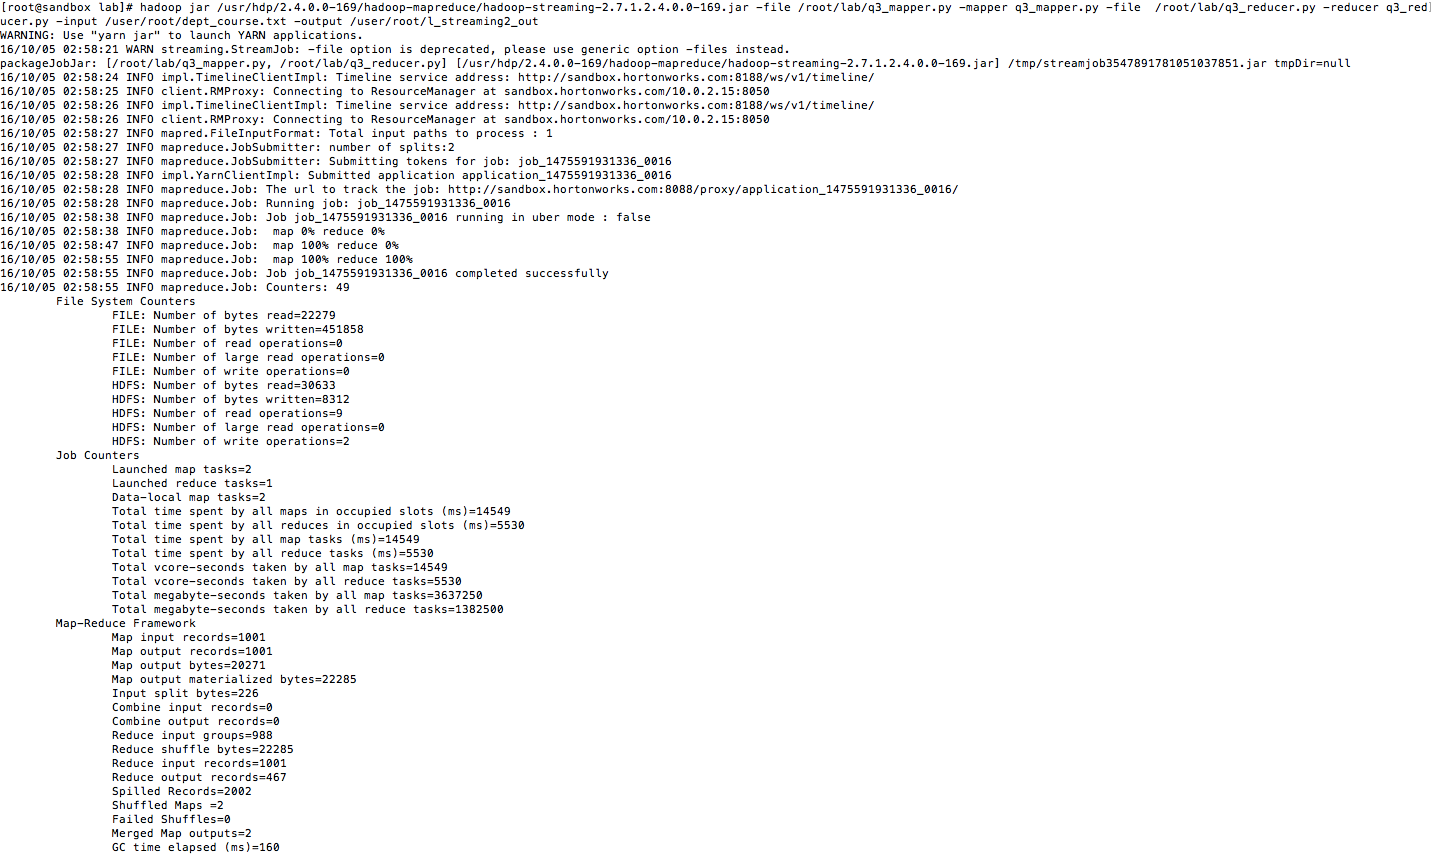 [root@sandbox lab]# hadoop jar /usr/hdp/2.4.0.0-169/hadoop-mapreduce/hadoop-streaming-2.7.1.2.4.0.0-169.jar -file /root/lab/q3_mapper.py -mapper q3_mapper.py -file  /root/lab/q3_reducer.py -reducer q3_red
ucer.py -input /user/root/dept_course.txt -output /user/root/l_streaming2_out
WARNING: Use "yarn jar" to launch YARN applications.
16/10/05 02:58:21 WARN streaming.StreamJob: -file option is deprecated, please use generic option -files instead.
packageJobJar: [/root/lab/q3_mapper.py, /root/lab/q3_reducer.py] [/usr/hdp/2.4.0.0-169/hadoop-mapreduce/hadoop-streaming-2.7.1.2.4.0.0-169.jar] /tmp/streamjob3547891781051037851.jar tmpDir=null
16/10/05 02:58:24 INFO impl.TimelineClientImpl: Timeline service address: http://sandbox.hortonworks.com:8188/ws/v1/timeline/
16/10/05 02:58:25 INFO client.RMProxy: Connecting to ResourceManager at sandbox.hortonworks.com/10.0.2.15:8050
16/10/05 02:58:26 INFO impl.TimelineClientImpl: Timeline service address: http://sandbox.hortonworks.com:8188/ws/v1/timeline/
16/10/05 02:58:26 INFO client.RMProxy: Connecting to ResourceManager at sandbox.hortonworks.com/10.0.2.15:8050
16/10/05 02:58:27 INFO mapred.FileInputFormat: Total input paths to process : 1
16/10/05 02:58:27 INFO mapreduce.JobSubmitter: number of splits:2
16/10/05 02:58:27 INFO mapreduce.JobSubmitter: Submitting tokens for job: job_1475591931336_0016
16/10/05 02:58:28 INFO impl.YarnClientImpl: Submitted application application_1475591931336_0016
16/10/05 02:58:28 INFO mapreduce.Job: The url to track the job: http://sandbox.hortonworks.com:8088/proxy/application_1475591931336_0016/
16/10/05 02:58:28 INFO mapreduce.Job: Running job: job_1475591931336_0016
16/10/05 02:58:38 INFO mapreduce.Job: Job job_1475591931336_0016 running in uber mode : false
16/10/05 02:58:38 INFO mapreduce.Job:  map 0% reduce 0%
16/10/05 02:58:47 INFO mapreduce.Job:  map 100% reduce 0%
16/10/05 02:58:55 INFO mapreduce.Job:  map 100% reduce 100%
16/10/05 02:58:55 INFO mapreduce.Job: Job job_1475591931336_0016 completed successfully
16/10/05 02:58:55 INFO mapreduce.Job: Counters: 49
File System Counters
FILE: Number of bytes read=22279
FILE: Number of bytes written=451858
FILE: Number of read operations=0
FILE: Number of large read operations=0
FILE: Number of write operations=0
HDFS: Number of bytes read=30633
HDFS: Number of bytes written=8312
HDFS: Number of read operations=9
HDFS: Number of large read operations=0
HDFS: Number of write operations=2
Job Counters
Launched map tasks=2
Launched reduce tasks=1
Data-local map tasks=2
Total time spent by all maps in occupied slots (ms)=14549
Total time spent by all reduces in occupied slots (ms)=5530
Total time spent by all map tasks (ms)=14549
Total time spent by all reduce tasks (ms)=5530
Total vcore-seconds taken by all map tasks=14549
Total vcore-seconds taken by all reduce tasks=5530
Total megabyte-seconds taken by all map tasks=3637250
Total megabyte-seconds taken by all reduce tasks=1382500
Map-Reduce Framework
Map input records=1001
Map output records=1001
Map output bytes=20271
Map output materialized bytes=22285
Input split bytes=226
Combine input records=0
Combine output records=0
Reduce input groups=988
Reduce shuffle bytes=22285
Reduce input records=1001
Reduce output records=467
Spilled Records=2002
Shuffled Maps =2
Failed Shuffles=0
Merged Map outputs=2
GC time elapsed (ms)=160